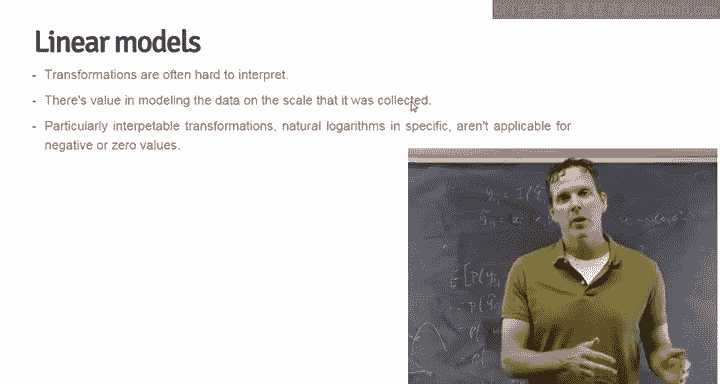 Linear models
- Transformations are often hard to interpret.
- There's value in modeling the data on the scale that it was collected.
- Particularly interpetable transformations, natural logarithms in specific, aren't applicable for
negative or zero values.